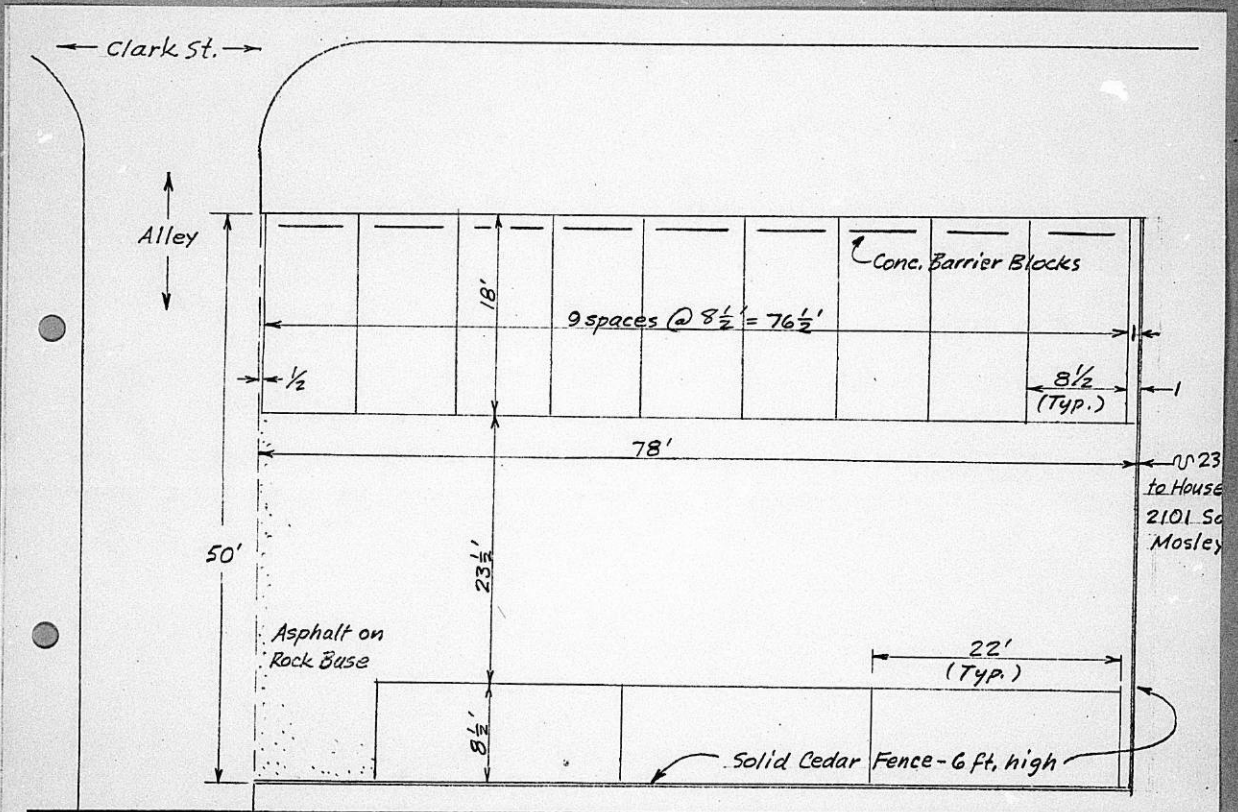 Clark St.
Alley
Conc. Barrier Blocks
18'
9 spaces @ 8½' = 76½'
1
½
8½
(Typ.)
78'
23
to House
2101 So
Mosley
50'
23½'
Asphalt on
Rock Base
22'
(Typ.)
8½'
Solid Cedar Fence - 6 ft. high